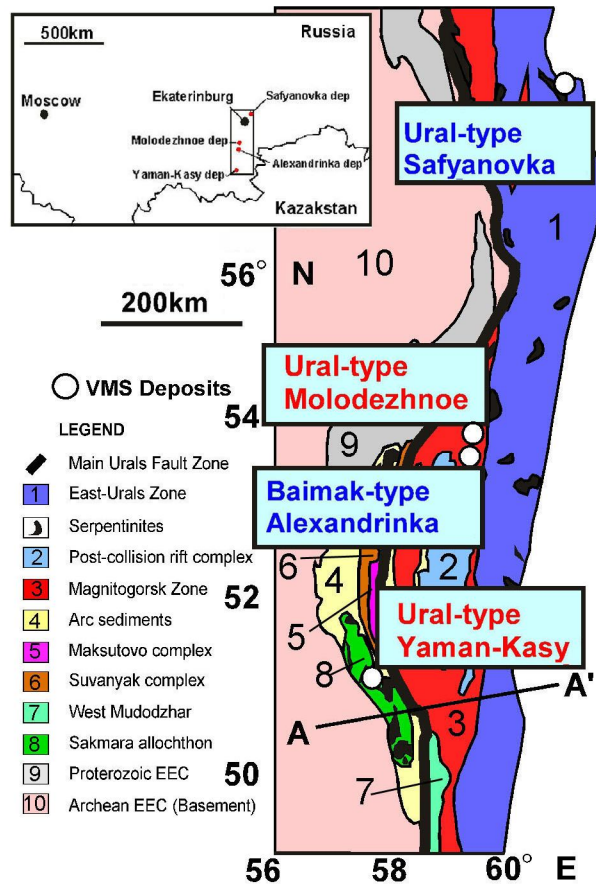 500km
Russia
Moscow
Ekaterinburg
Safyanovka dep
Molodezhnoe dep
Alexandrinka dep
Yaman-Kasy dep
Kazakstan
Ural-type
Safyanovka
1
10
56° N
200km
Ural-type
Molodezhnoe
VMS Deposits
54
LEGEND
9
Main Urals Fault Zone
1 East-Urals Zone
Serpentinites
2 Post-collision rift complex
3 Magnitogorsk Zone
4 Arc sediments
5 Maksutovo complex
6 Suvanyak complex
7 West Mudodzhar
8 Sakmara allochthon
9 Proterozoic EEC
10 Archean EEC (Basement)
Baimak-type
Alexandrinka
6
4
2
52
5
Ural-type
Yaman-Kasy
8
A'
A
3
50
7
56 58 60° E